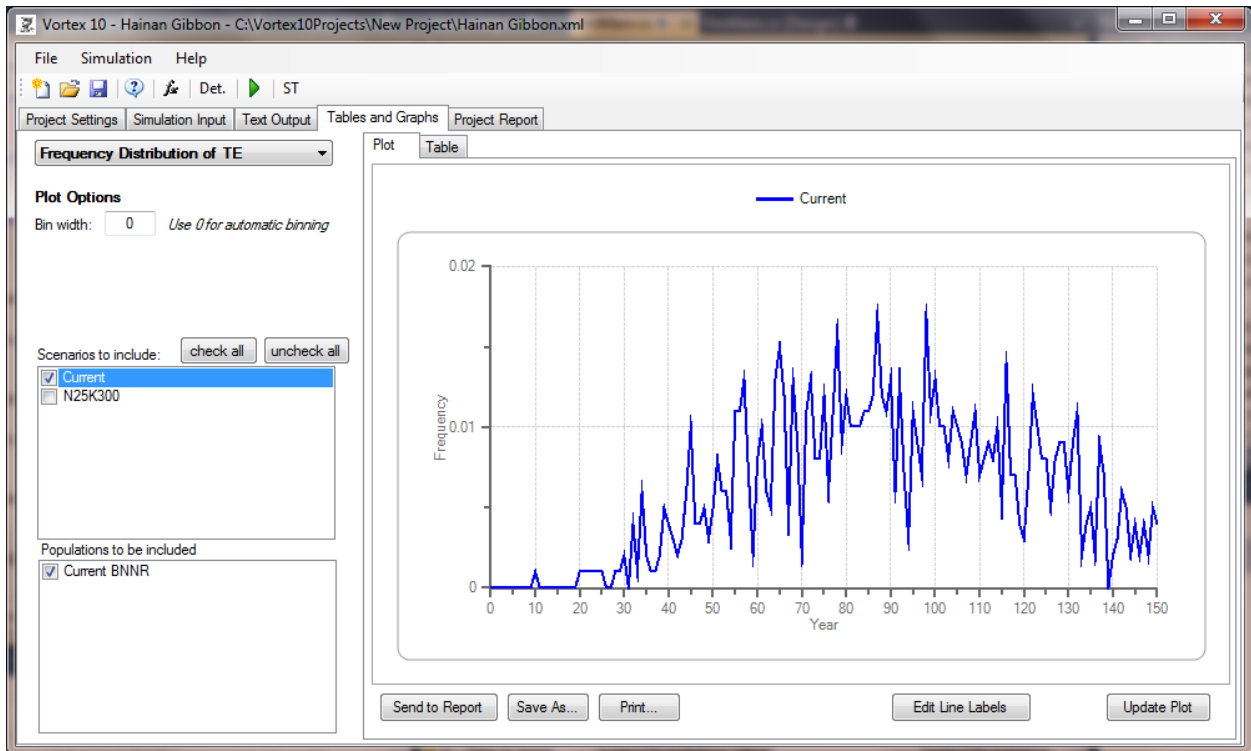 Vortex 10 - Hainan Gibbon - C:\Vortex10Projects\New Project\Hainan Gibbon.xml
File Simulation Help
fx Det. ST
Project Settings Simulation Input Text Output Tables and Graphs Project Report
Frequency Distribution of TE
Plot Table
Plot Options
Bin width: 0 Use 0 for automatic binning
Current
Scenarios to include: check all uncheck all
Current
N25K300
Populations to be included
Current BNNR
0.02
0.01
0
Frequency
0 10 20 30 40 50 60 70 80 90 100 110 120 130 140 150
Year
Send to Report Save As... Print... Edit Line Labels Update Plot